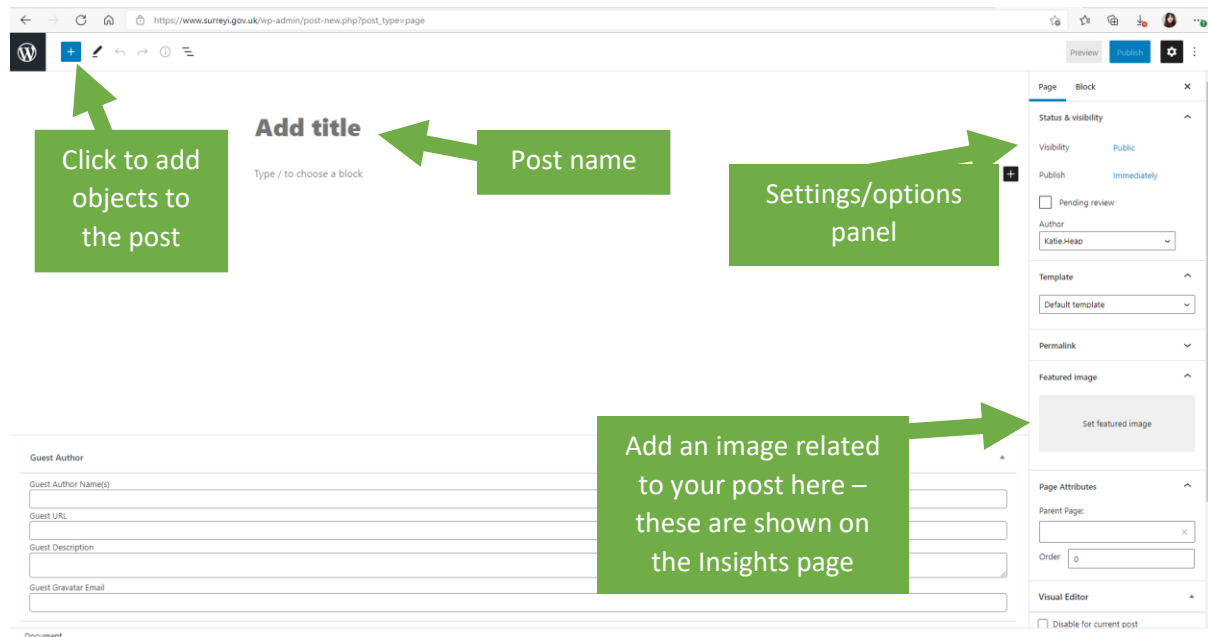 https://www.surreyi.gov.uk/wp-admin/post-new.php?post_type=page
Preview
Publish
Page
Block
Status & visibility
Visibility
Public
Publish
Immediately
Pending review
Author
Katie.Heap
Template
Default template
Permalink
Featured image
Set featured image
Page Attributes
Parent Page:
Order
0
Visual Editor
Disable for current post
Add title
Type / to choose a block
Click to add
objects to
the post
Post name
Settings/options
panel
Add an image related
to your post here –
these are shown on
the Insights page
Guest Author
Guest Author Name(s)
Guest URL
Guest Description
Guest Gravatar Email
Document